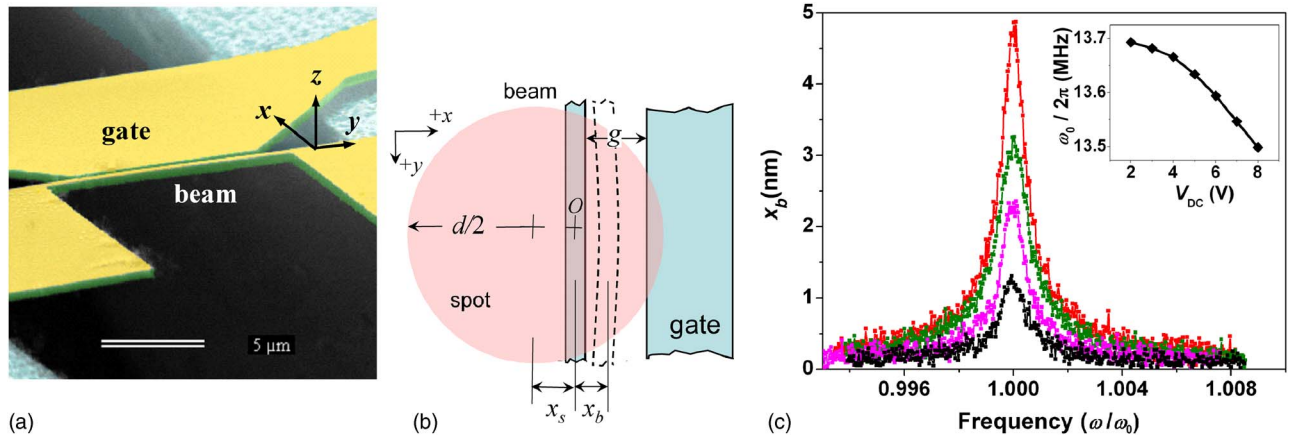 z
x
y
gate
beam
5 μm
(a)
beam
+x
+y
g
O
d/2
spot
gate
x_s
x_b
(b)
x_b(nm)
5
4
3
2
1
0
0.996
1.000
1.004
1.008
Frequency (ω/ω₀)
ω₀ / 2π (MHz)
13.7
13.6
13.5
2
4
6
8
V_DC (V)
(c)